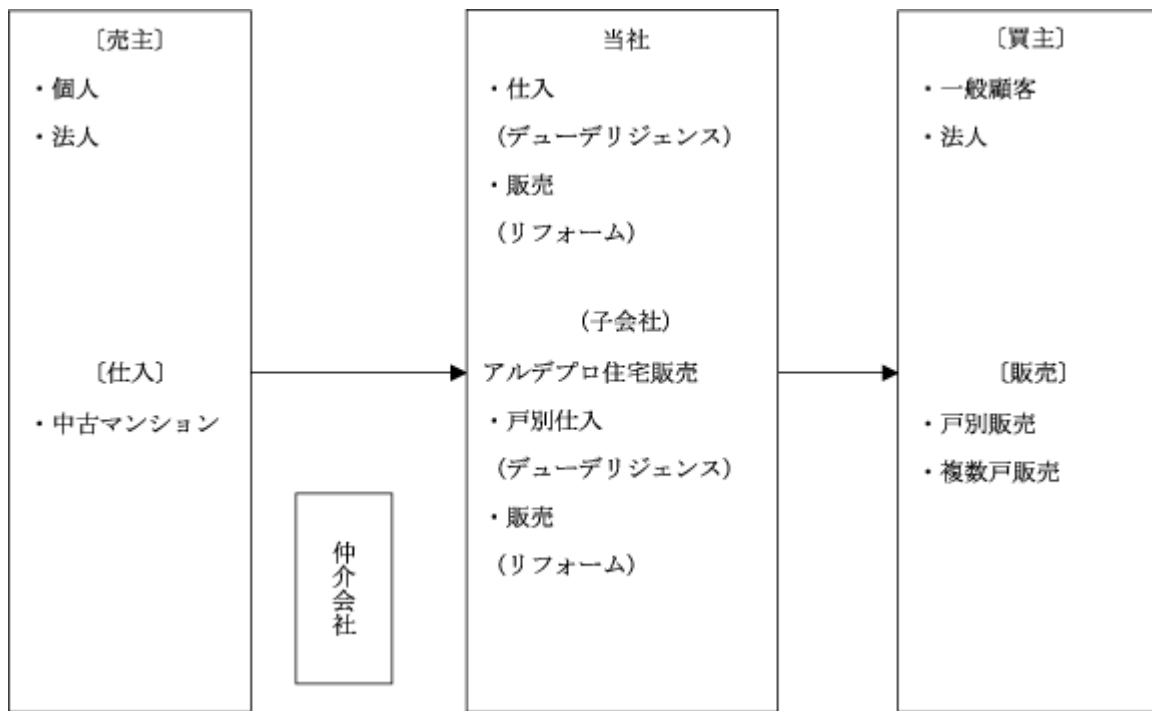 〔売主〕
・個人
・法人
〔仕入〕
・中古マンション
仲介会社
当社
・仕入
(デューデリジェンス)
・販売
(リフォーム)
(子会社)
アルデプロ住宅販売
・戸別仕入
(デューデリジェンス)
・販売
(リフォーム)
〔買主〕
・一般顧客
・法人
〔販売〕
・戸別販売
・複数戸販売